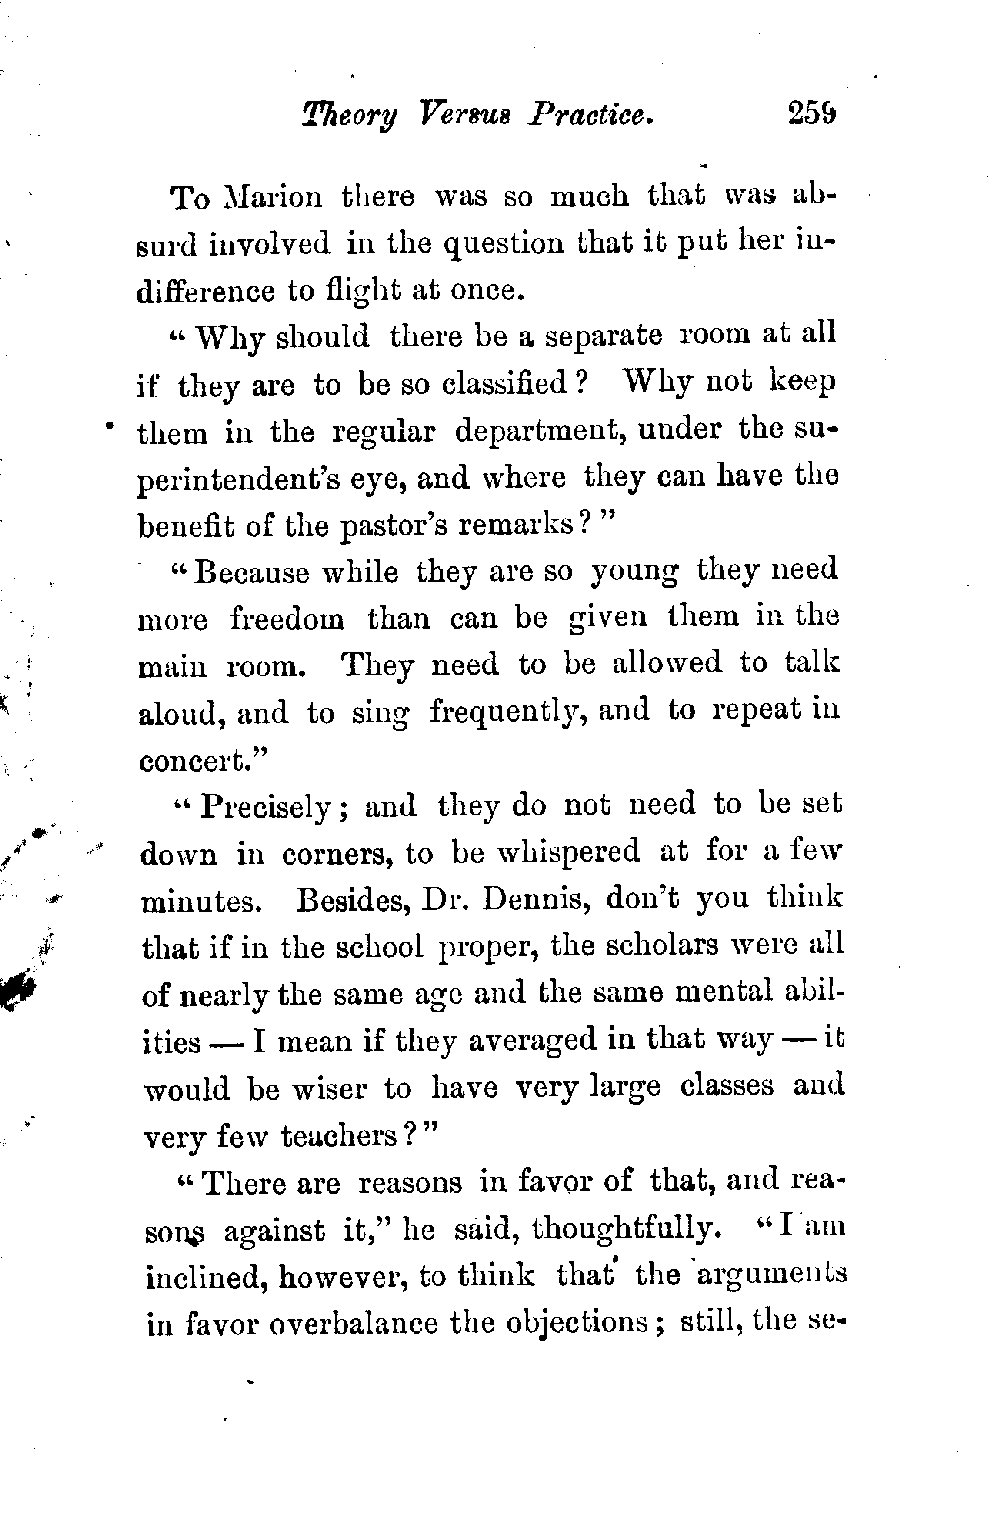 Theory Versus Practice. 259
To Marion there was so much that was ab-
surd involved in the question that it put her in-
difference to flight at once.
“Why should there be a separate room at all
if they are to be so classified? Why not keep
them in the regular department, under the su-
perintendent’s eye, and where they can have the
benefit of the pastor’s remarks?”
“Because while they are so young they need
more freedom than can be given them in the
main room. They need to be allowed to talk
aloud, and to sing frequently, and to repeat in
concert.”
“Precisely; and they do not need to be set
down in corners, to be whispered at for a few
minutes. Besides, Dr. Dennis, don’t you think
that if in the school proper, the scholars were all
of nearly the same age and the same mental abil-
ities — I mean if they averaged in that way — it
would be wiser to have very large classes and
very few teachers?”
“There are reasons in favor of that, and rea-
sons against it,” he said, thoughtfully. “I am
inclined, however, to think that the arguments
in favor overbalance the objections; still, the se-